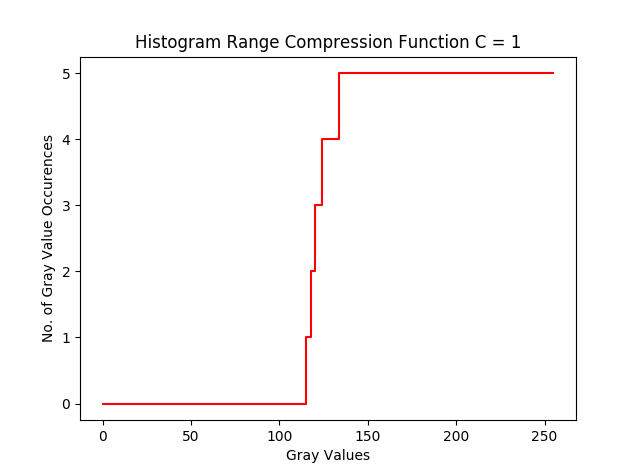 Histogram Range Compression Function C = 1
No. of Gray Value Occurences
5
4
3
2
1
0
0 50 100 150 200 250
Gray Values